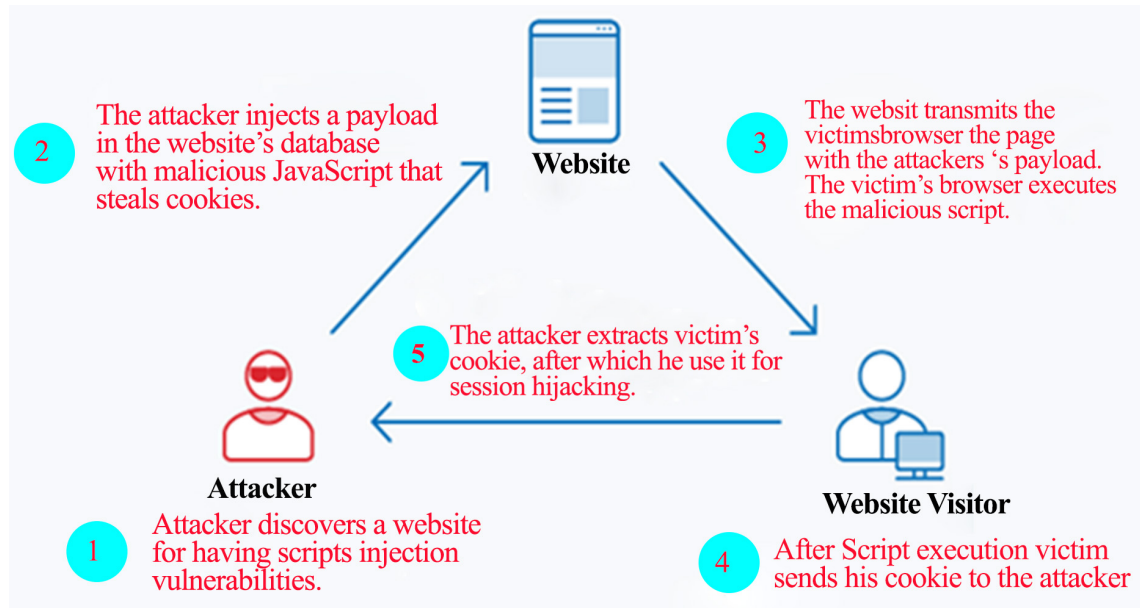 2
The attacker injects a payload
in the website's database
with malicious JavaScript that
steals cookies.
Website
3
The websit transmits the
victimsbrowser the page
with the attackers 's payload.
The victim's browser executes
the malicious script.
5
The attacker extracts victim's
cookie, after which he use it for
session hijacking.
Attacker
1
Attacker discovers a website
for having scripts injection
vulnerabilities.
Website Visitor
4
After Script execution victim
sends his cookie to the attacker